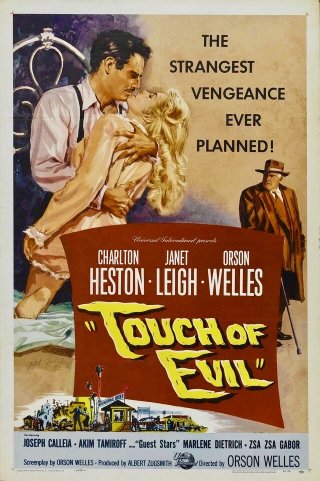 THE
STRANGEST
VENGEANCE
EVER
PLANNED!
Universal International presents
CHARLTON JANET ORSON
HESTON · LEIGH · WELLES
"TOUCH OF
EVIL"
JOSEPH CALLEIA · AKIM TAMIROFF ... "Guest Stars" MARLENE DIETRICH · ZSA ZSA GABOR
Screenplay by ORSON WELLES · Produced by ALBERT ZUGSMITH
Directed by ORSON WELLES